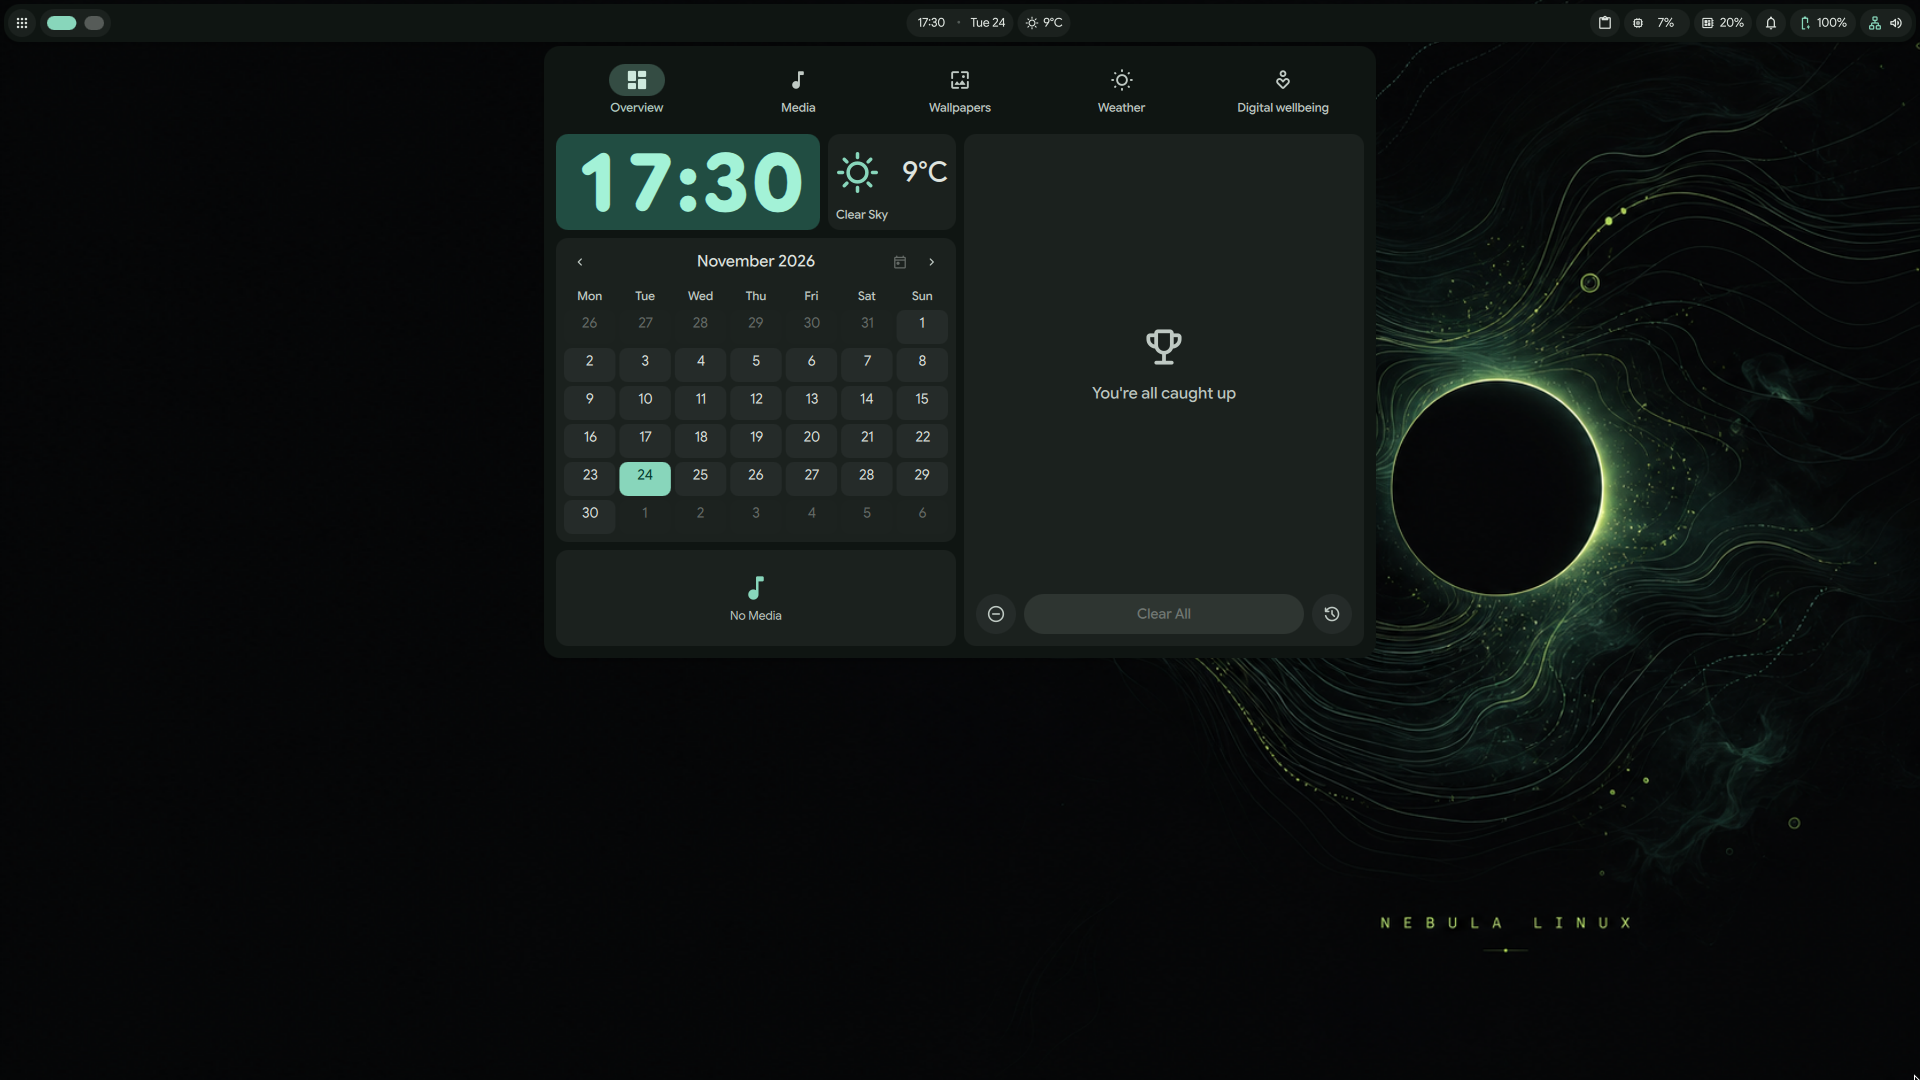 17:30 • Tue 24 9°C
7% 20% 100%
Overview Media Wallpapers Weather Digital wellbeing
17:30
9°C
Clear Sky
November 2026
Mon Tue Wed Thu Fri Sat Sun
26 27 28 29 30 31 1
2 3 4 5 6 7 8
9 10 11 12 13 14 15
16 17 18 19 20 21 22
23 24 25 26 27 28 29
30 1 2 3 4 5 6
No Media
You're all caught up
Clear All
NEBULA LINUX